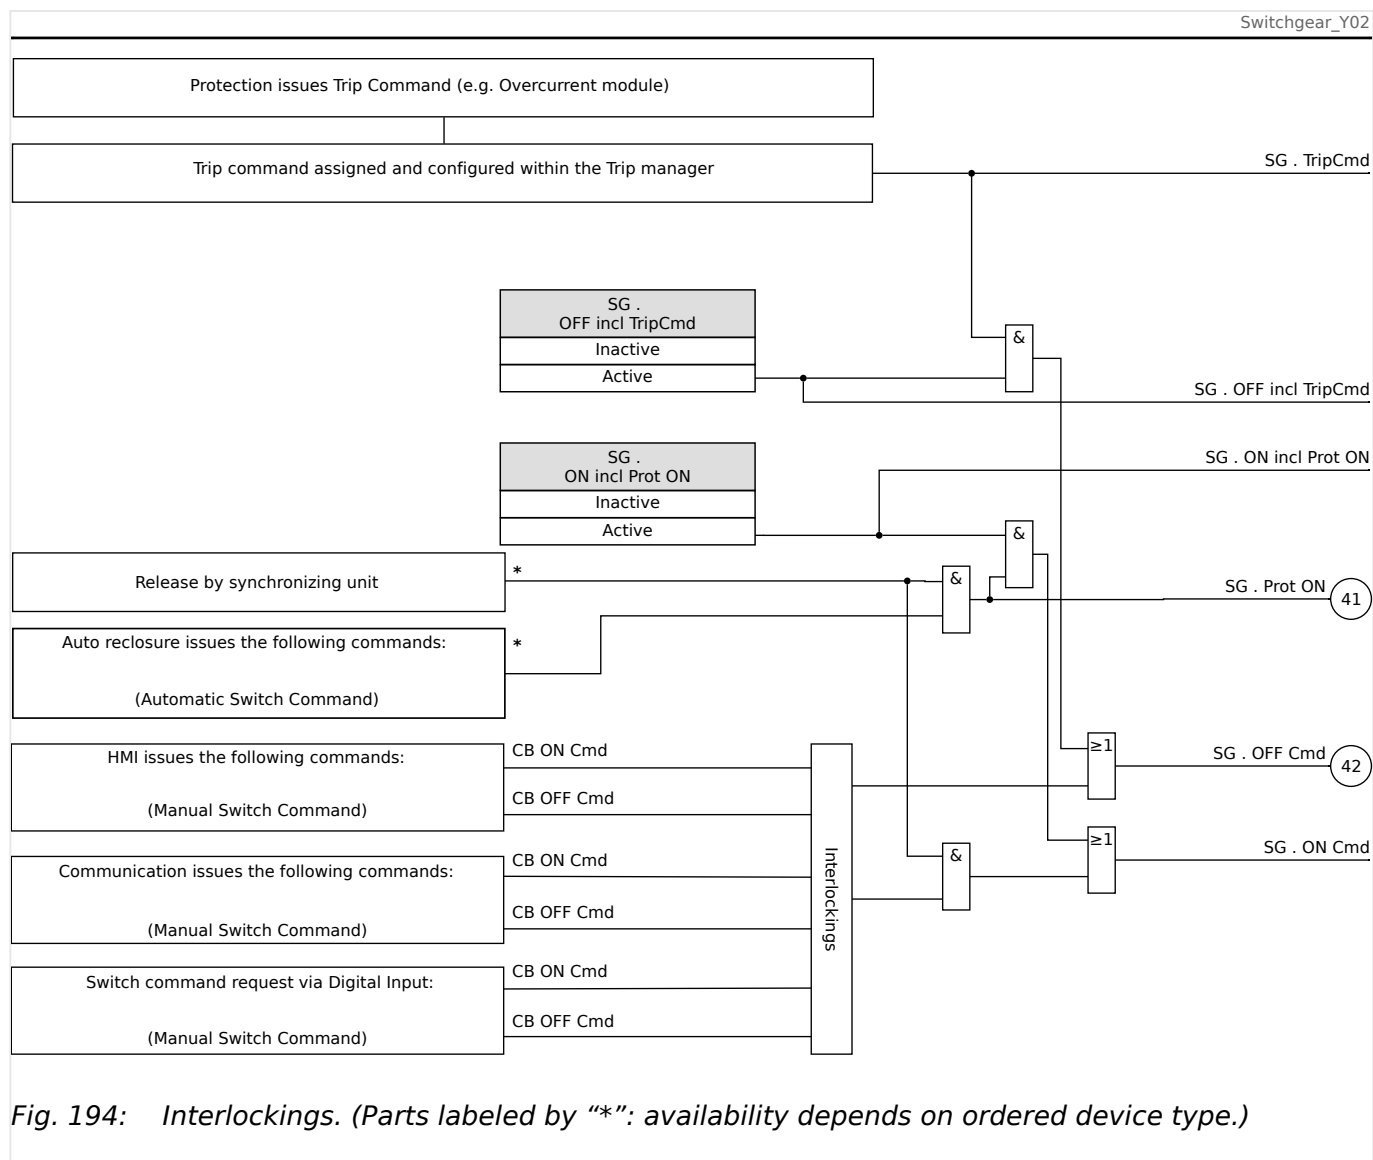 Switchgear_Y02
Protection issues Trip Command (e.g. Overcurrent module)
Trip command assigned and configured within the Trip manager
SG . TripCmd
SG .
OFF incl TripCmd
Inactive
Active
&
SG . OFF incl TripCmd
SG .
ON incl Prot ON
Inactive
Active
SG . ON incl Prot ON
&
Release by synchronizing unit
*
&
SG . Prot ON
41
Auto reclosure issues the following commands:
*
(Automatic Switch Command)
HMI issues the following commands:
(Manual Switch Command)
CB ON Cmd
CB OFF Cmd
≥1
SG . OFF Cmd
42
Communication issues the following commands:
(Manual Switch Command)
CB ON Cmd
CB OFF Cmd
Interlockings
&
≥1
SG . ON Cmd
Switch command request via Digital Input:
(Manual Switch Command)
CB ON Cmd
CB OFF Cmd
Fig. 194: Interlockings. (Parts labeled by “*”: availability depends on ordered device type.)